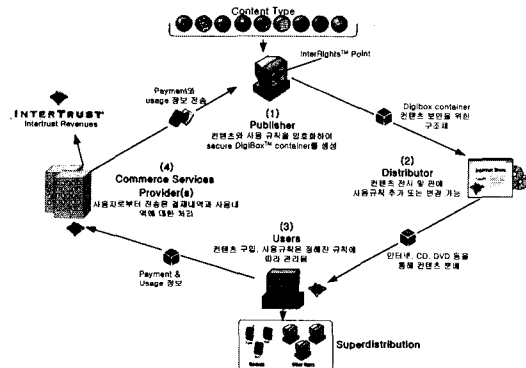 Content Type
InterRights™ Point
Payment와
usage 정보 전송
INTERTRUST
Intertrust Revenues
(1)
Publisher
컨텐츠와 사용 규칙을 암호화하여
secure DigiBox™ container를 생성
Digibox container
컨텐츠 보안을 위한
구조체
(2)
Distributor
컨텐츠 전시 및 판매
사용규칙 추가 또는 변경 가능
(4)
Commerce Services
Provider(s)
사용자로부터 전송된 결재내역과 사용내
역에 대한 처리
(3)
Users
컨텐츠 구입, 사용규칙은 정해진 규칙에
따라 관리됨
인터넷, CD, DVD 등을
통해 컨텐츠 분배
Payment &
Usage 정보
Superdistribution